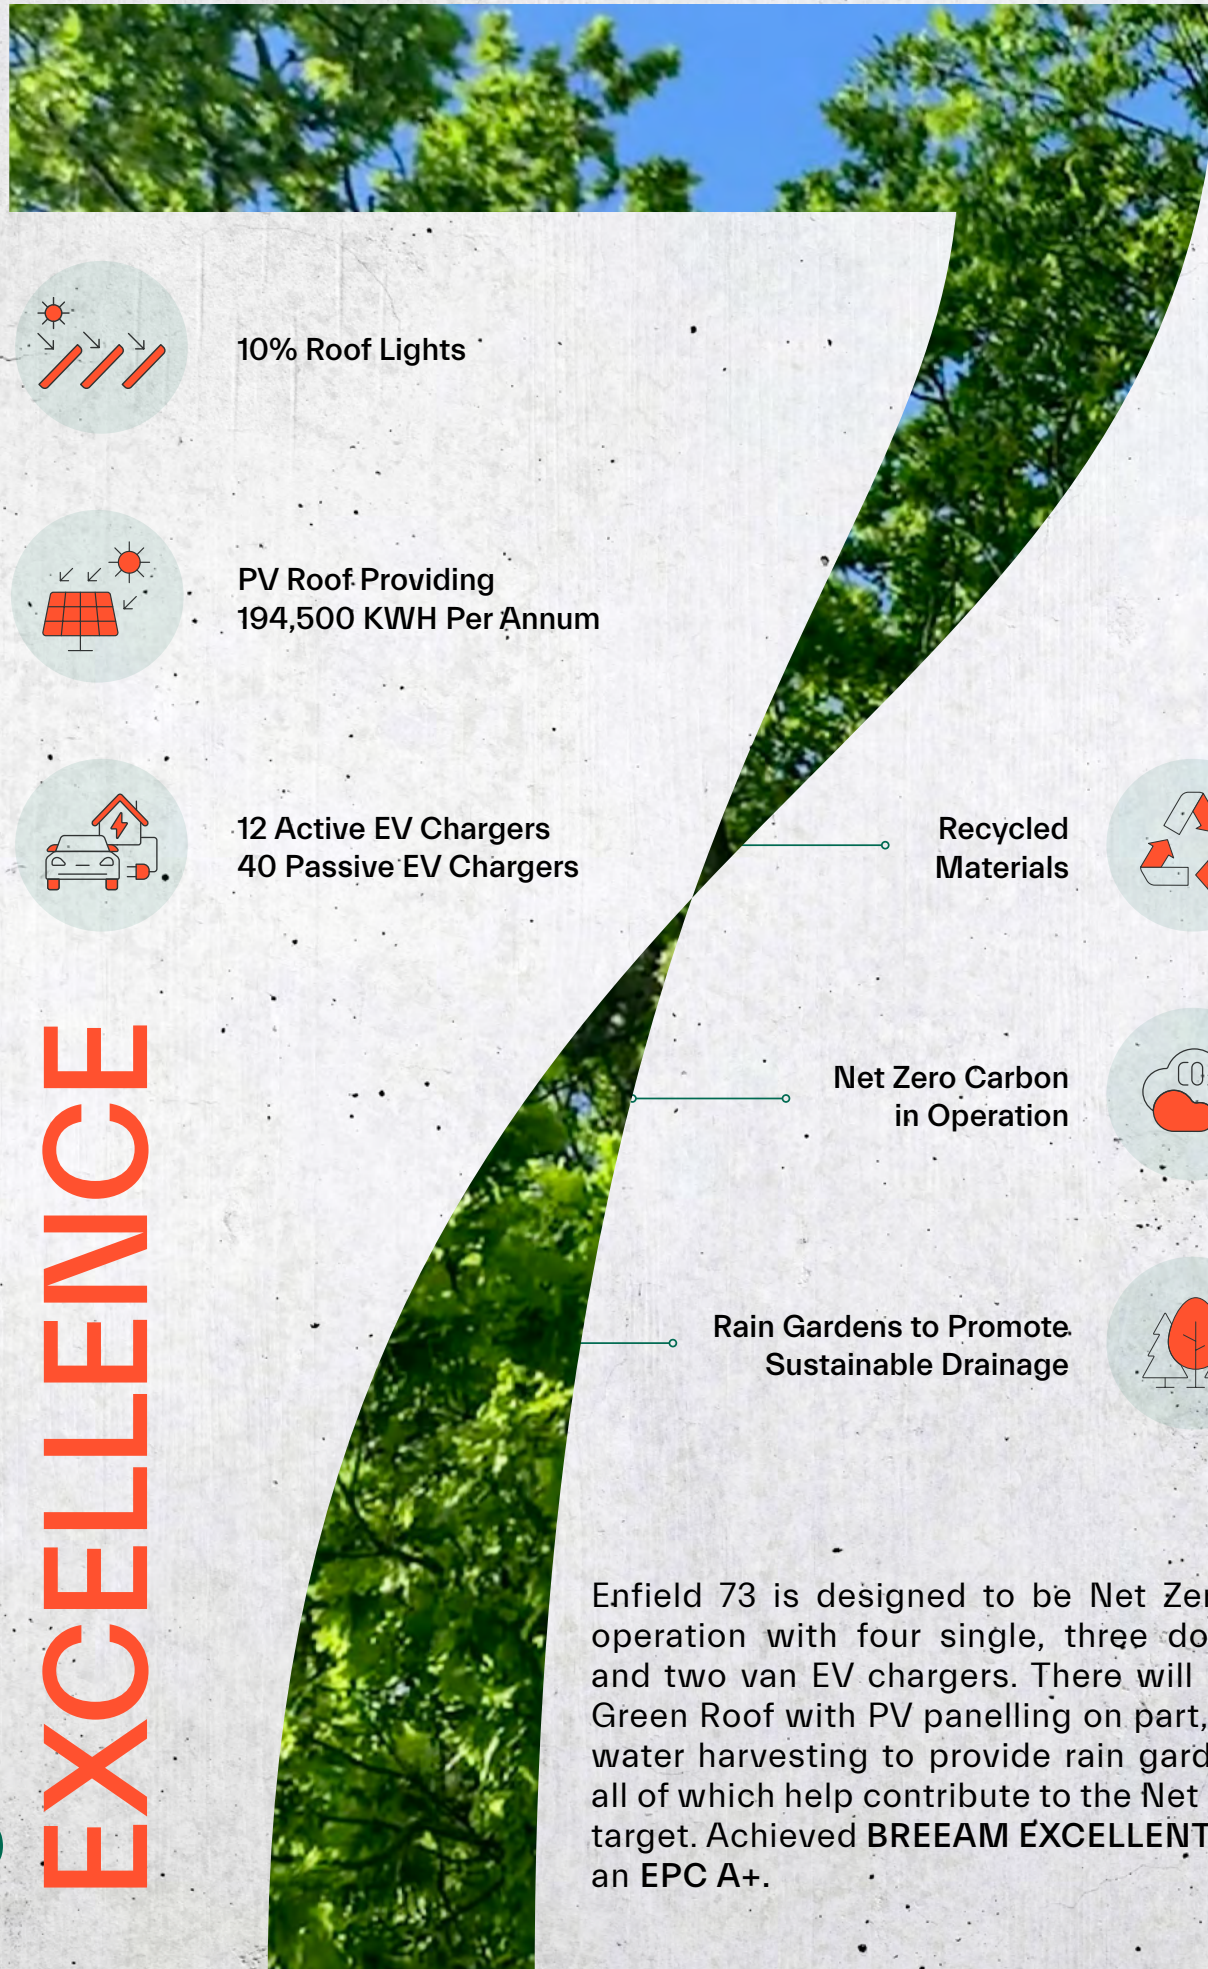 10% Roof Lights
PV Roof Providing
194,500 KWH Per Annum
12 Active EV Chargers
40 Passive EV Chargers
Recycled
Materials
Net Zero Carbon
in Operation
CO
Rain Gardens to Promote
Sustainable Drainage
EXCELLENCE
Enfield 73 is designed to be Net
operation with four single, three
and two van EV chargers. There will
Green Roof with PV panelling on part,
water harvesting to provide rain
all of which help contribute to the Net
target. Achieved BREEAM EXCELLENT
an EPC A+.